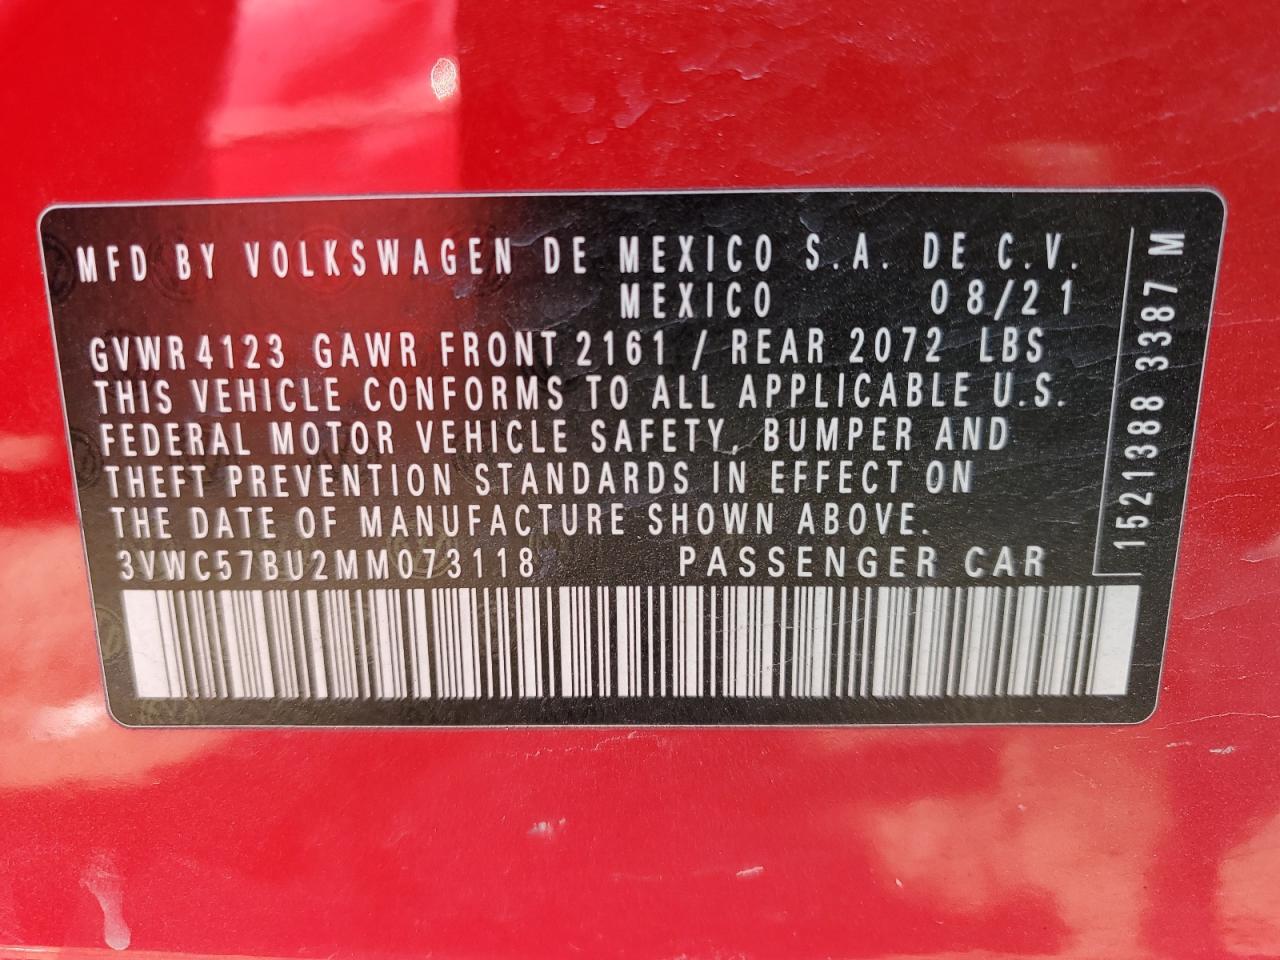 MFD BY VOLKSWAGEN DE MEXICO S.A. DE C.V.
MEXICO 08/21
GVWR 4123 GAWR FRONT 2161 / REAR 2072 LBS
THIS VEHICLE CONFORMS TO ALL APPLICABLE U.S.
FEDERAL MOTOR VEHICLE SAFETY, BUMPER AND
THEFT PREVENTION STANDARDS IN EFFECT ON
THE DATE OF MANUFACTURE SHOWN ABOVE.
3VWC57BU2MM073118 PASSENGER CAR
1521388 3387 M